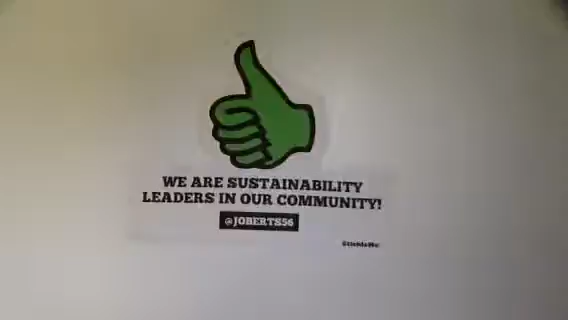 WE ARE SUSTAINABILITY
LEADERS IN OUR COMMUNITY!
@JOBERTS56